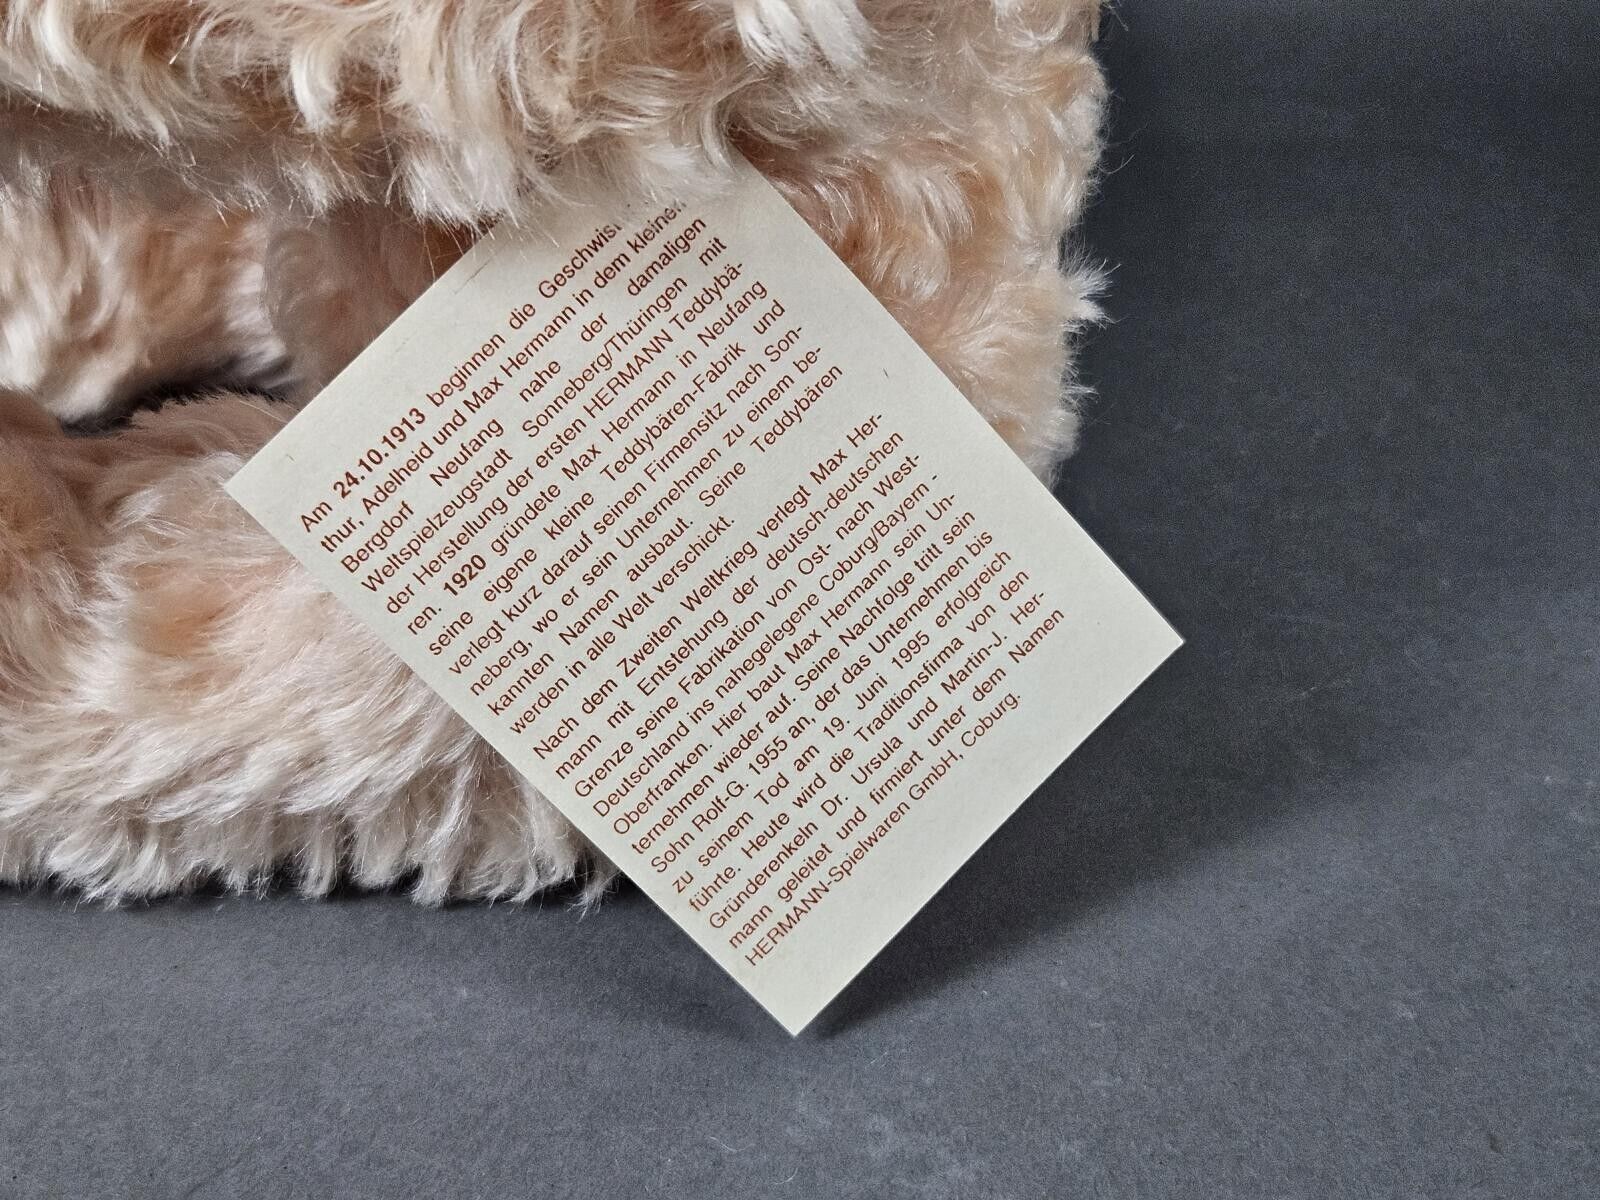 Am 24.10.1913 beginnen die
thur, Adelheid und Max Hermann in dem kleinen
Bergdorf Neufang nahe der damaligen
Weltspielzeugstadt Sonneberg/Thüringen mit
der Herstellung der ersten HERMANN Teddybä-
ren. 1920 gründete Max Hermann in Neufang
seine eigene kleine Teddybären-Fabrik und
verlegt kurz darauf seinen Firmensitz nach Son-
neberg, wo er sein Unternehmen zu einem be-
kannten Namen ausbaut. Seine Teddybären
werden in alle Welt verschickt.
Nach dem Zweiten Weltkrieg verlegt Max Her-
mann mit Entstehung der deutsch-deutschen
Grenze seine Fabrikation von Ost- nach West-
Deutschland ins nahegelegene Coburg/Bayern -
Oberfranken. Hier baut Max Hermann sein Un-
ternehmen wieder auf. Seine Nachfolge tritt sein
Sohn Rolf-G. 1955 an, der das Unternehmen bis
zu seinem Tod am 19. Juni 1995 erfolgreich
führte. Heute wird die Traditionsfirma von den
Gründerenkeln Dr. Ursula und Martin-J. Her-
mann geleitet und firmiert unter dem Namen
HERMANN-Spielwaren GmbH, Coburg.